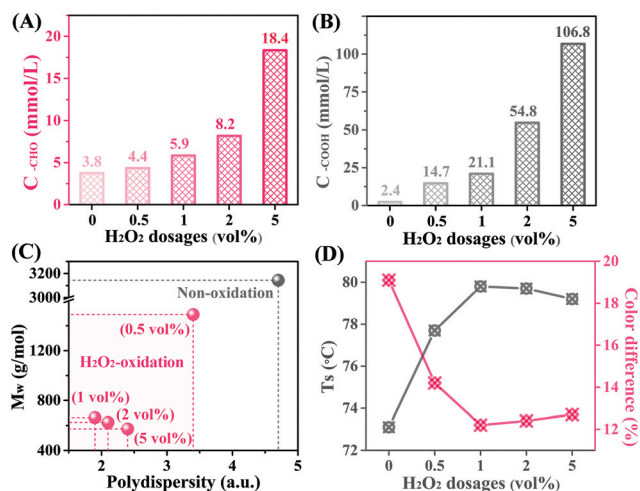 (A)
C -CHO (mmol/L)
20
15
10
5
0
3.8
4.4
5.9
8.2
18.4
0 0.5 1 2 5
H2O2 dosages (vol%)
(B)
C -COOH (mmol/L)
100
75
50
25
0
2.4
14.7
21.1
54.8
106.8
0 0.5 1 2 5
H2O2 dosages (vol%)
(C)
Mw (g/mol)
3200
3000
1200
800
400
Non-oxidation
(0.5 vol%)
H2O2-oxidation
(1 vol%)
(2 vol%)
(5 vol%)
2 3 4 5
Polydispersity (a.u.)
(D)
Ts (°C)
80
78
76
74
72
20
18
16
14
12
Color difference (%)
0 0.5 1 2 5
H2O2 dosages (vol%)